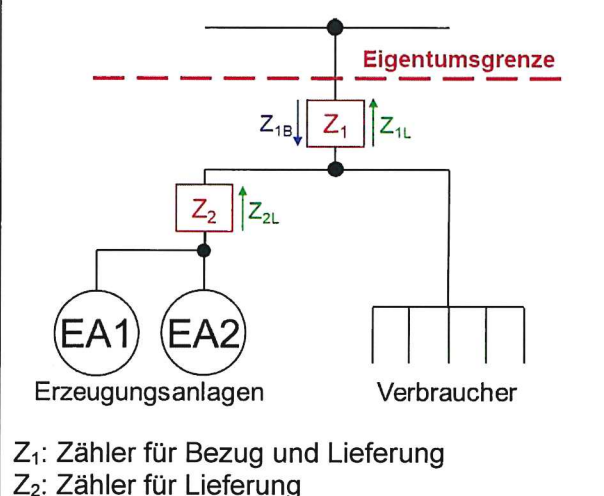 Eigentumsgrenze
Z1B Z1 Z1L
Z2 Z2L
EA1 EA2
Erzeugungsanlagen Verbraucher
Z1: Zähler für Bezug und Lieferung
Z2: Zähler für Lieferung